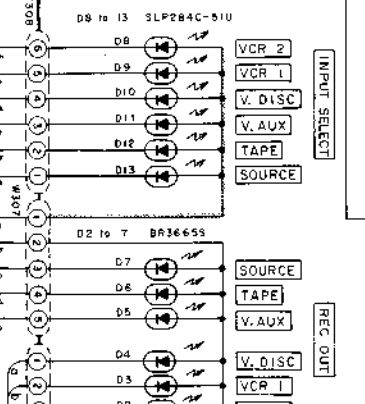 D8 to 13 SLP284C-51U
D8 VCR 2
D9 VCR 1
D10 V. DISC
D11 V. AUX
D12 TAPE
D13 SOURCE
INPUT SELECT
W307
D2 to 7 BR3665S
D7 SOURCE
D6 TAPE
D5 V. AUX
D4 V. DISC
D3 VCR 1
REC OUT
6
5
4
3
2
1
1
2
3
4
5
1
2
a
b